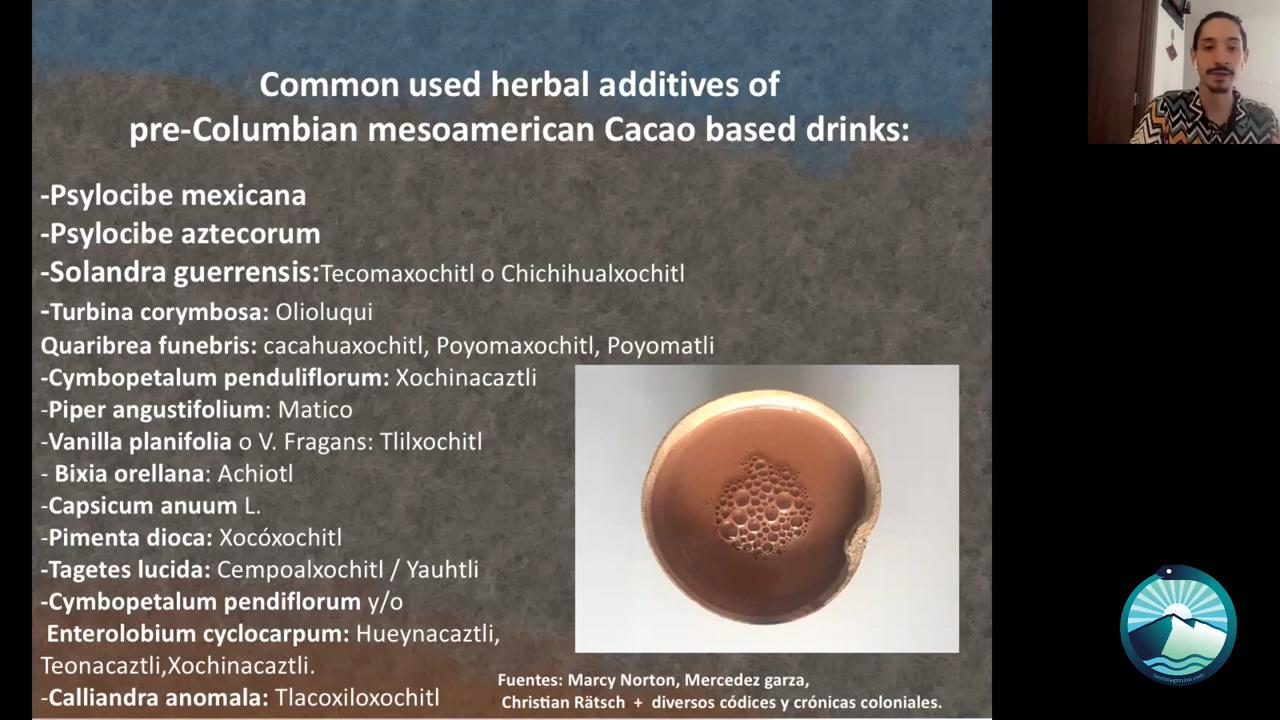 Common used herbal additives of
pre-Columbian mesoamerican Cacao based drinks:
-Psylocibe mexicana
-Psylocibe aztecorum
-Solandra guerrensis:Tecomaxochitl o Chichihualxochitl
-Turbina corymbosa: Olioluqui
Quaribrea funebris: cacahuaxochitl, Poyomaxochitl, Poyomatli
-Cymbopetalum penduliflorum: Xochinacaztli
-Piper angustifolium: Matico
-Vanilla planifolia o V. Fragans: Tlilxochitl
- Bixia orellana: Achiotl
-Capsicum anuum L.
-Pimenta dioca: Xocóxochitl
-Tagetes lucida: Cempoalxochitl / Yauhtli
-Cymbopetalum pendiflorum y/o
Enterolobium cyclocarpum: Hueynacaztli,
Teonacaztli,Xochinacaztli.
-Calliandra anomala: Tlacoxiloxochitl
Fuentes: Marcy Norton, Mercedez garza,
Christian Rätsch + diversos códices y crónicas coloniales.